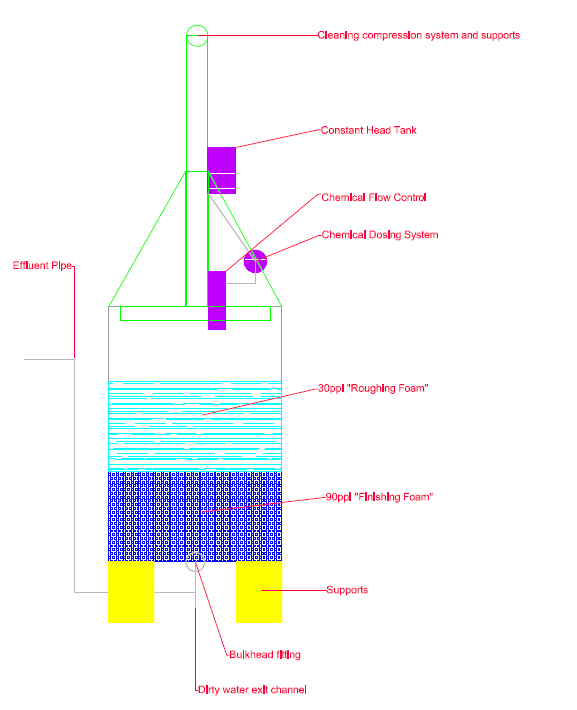 Cleaning compression system and supports
Constant Head Tank
Chemical Flow Control
Chemical Dosing System
Effluent Pipe
30ppi "Roughing Foam"
90ppi "Finishing Foam"
Supports
Bulkhead fitting
Dirty water exit channel